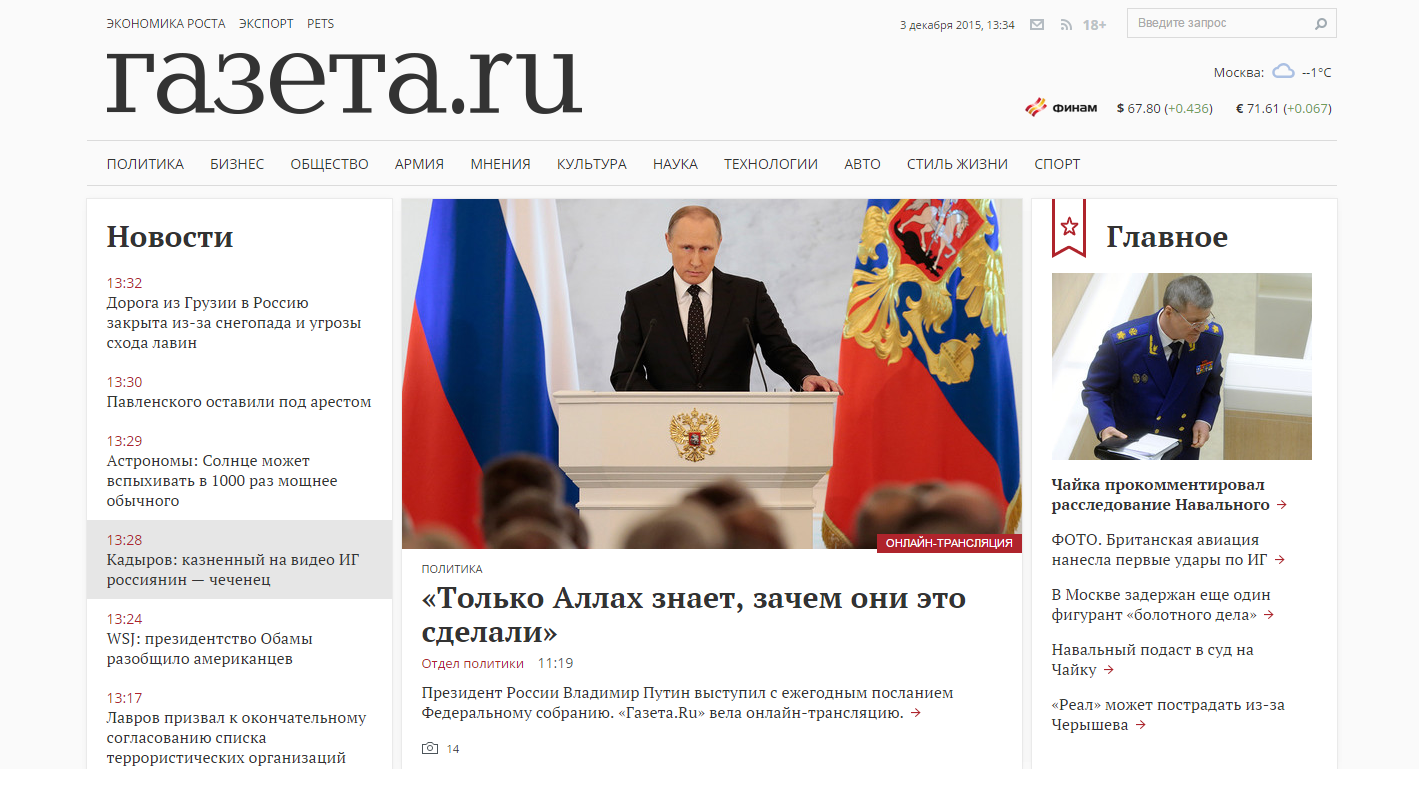 ЭКОНОМИКА РОСТА ЭКСПОРТ PETS
3 декабря 2015, 13:34 18+ Введите запрос
газета.ru
Москва: --1°C
ФИНАМ $ 67.80 (+0.436) € 71.61 (+0.067)
ПОЛИТИКА БИЗНЕС ОБЩЕСТВО АРМИЯ МНЕНИЯ КУЛЬТУРА НАУКА ТЕХНОЛОГИИ АВТО СТИЛЬ ЖИЗНИ СПОРТ
Новости
13:32
Дорога из Грузии в Россию
закрыта из-за снегопада и угрозы
схода лавин
13:30
Павленского оставили под арестом
13:29
Астрономы: Солнце может
вспыхивать в 1000 раз мощнее
обычного
13:28
Кадыров: казненный на видео ИГ
россиянин — чеченец
13:24
WSJ: президентство Обамы
разобщило американцев
13:17
Лавров призвал к окончательному
согласованию списка
террористических организаций
ОНЛАЙН-ТРАНСЛЯЦИЯ
ПОЛИТИКА
«Только Аллах знает, зачем они это
сделали»
Отдел политики 11:19
Президент России Владимир Путин выступил с ежегодным посланием
Федеральному собранию. «Газета.Ru» вела онлайн-трансляцию.
14
Главное
Чайка прокомментировал
расследование Навального
ФОТО. Британская авиация
нанесла первые удары по ИГ
В Москве задержан еще один
фигурант «болотного дела»
Навальный подаст в суд на
Чайку
«Реал» может пострадать из-за
Черышева